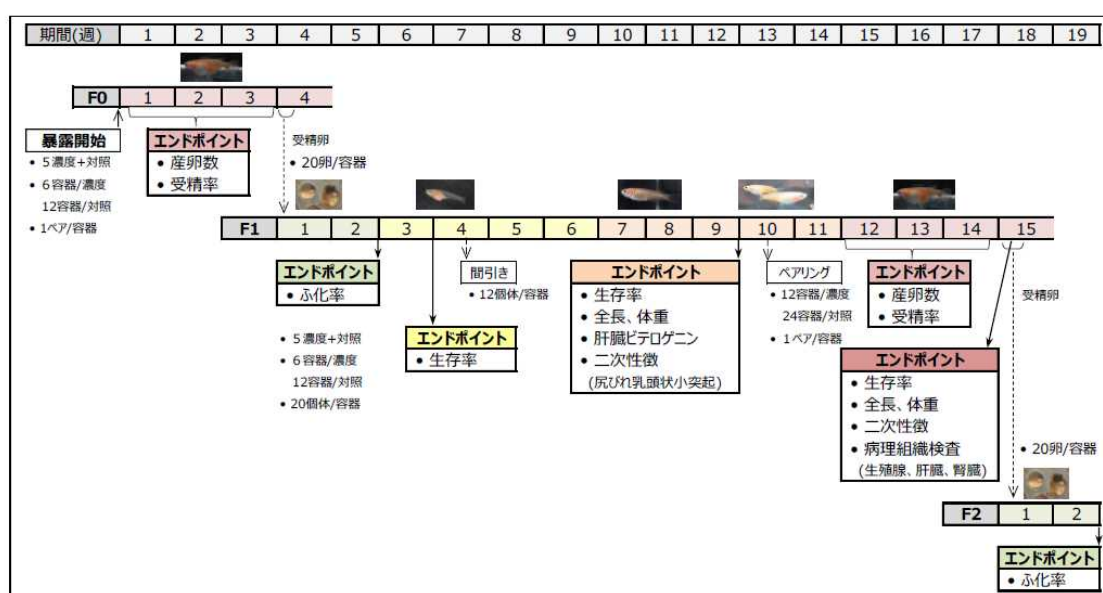 期間(週) 1 2 3 4 5 6 7 8 9 10 11 12 13 14 15 16 17 18 19
F0 1 2 3 4
暴露開始
• 5濃度+対照
• 6容器/濃度
12容器/対照
• 1ペア/容器
エンドポイント
• 産卵数
• 受精率
受精卵
• 20卵/容器
F1 1 2 3 4 5 6 7 8 9 10 11 12 13 14 15
エンドポイント
• ふ化率
• 5濃度+対照
• 6容器/濃度
12容器/対照
• 20個体/容器
エンドポイント
• 生存率
間引き
• 12個体/容器
エンドポイント
• 生存率
• 全長、体重
• 肝臓ビテロゲニン
• 二次性徴
(尻びれ乳頭状小突起)
ペアリング
• 12容器/濃度
24容器/対照
• 1ペア/容器
エンドポイント
• 産卵数
• 受精率
エンドポイント
• 生存率
• 全長、体重
• 二次性徴
• 病理組織検査
(生殖腺、肝臓、腎臓)
受精卵
• 20卵/容器
F2 1 2
エンドポイント
• ふ化率